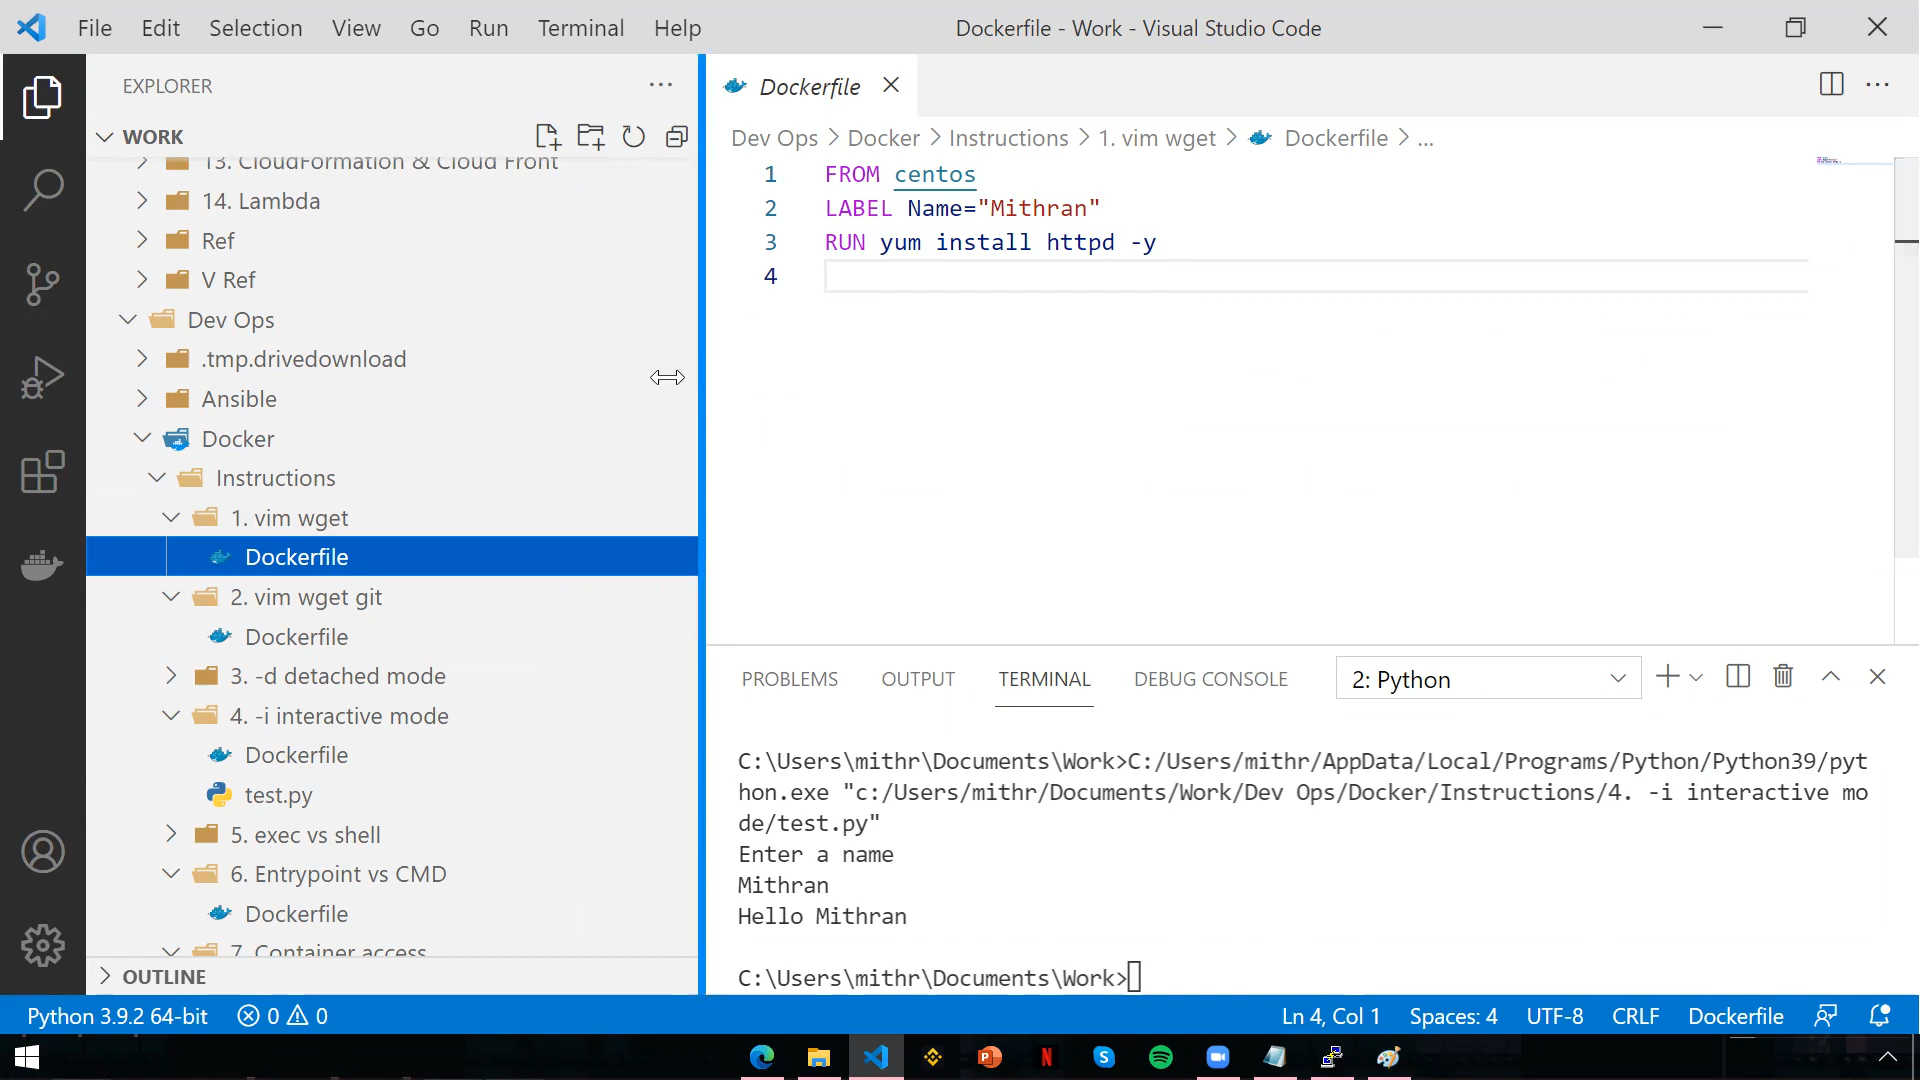 File Edit Selection View Go Run Terminal Help Dockerfile - Work - Visual Studio Code
EXPLORER
WORK
13. CloudFormation & Cloud Front
14. Lambda
Ref
V Ref
Dev Ops
.tmp.drivedownload
Ansible
Docker
Instructions
1. vim wget
Dockerfile
2. vim wget git
Dockerfile
3. -d detached mode
4. -i interactive mode
Dockerfile
test.py
5. exec vs shell
6. Entrypoint vs CMD
Dockerfile
7. Container access
OUTLINE
Dockerfile
Dev Ops > Docker > Instructions > 1. vim wget > Dockerfile > ...
1 FROM centos
2 LABEL Name="Mithran"
3 RUN yum install httpd -y
4
PROBLEMS OUTPUT TERMINAL DEBUG CONSOLE 2: Python
C:\Users\mithr\Documents\Work>C:/Users/mithr/AppData/Local/Programs/Python/Python39/pyt
hon.exe "c:/Users/mithr/Documents/Work/Dev Ops/Docker/Instructions/4. -i interactive mo
de/test.py"
Enter a name
Mithran
Hello Mithran
C:\Users\mithr\Documents\Work>
Python 3.9.2 64-bit 0 0 Ln 4, Col 1 Spaces: 4 UTF-8 CRLF Dockerfile